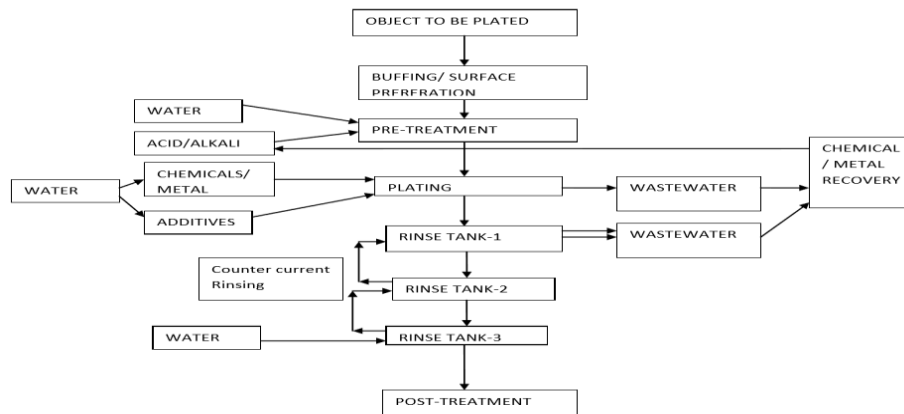 OBJECT TO BE PLATED
BUFFING/ SURFACE
PRERERATION
WATER
PRE-TREATMENT
ACID/ALKALI
CHEMICAL
/ METAL
RECOVERY
CHEMICALS/
METAL
WATER
PLATING
WASTEWATER
ADDITIVES
RINSE TANK-1
WASTEWATER
Counter current
Rinsing
RINSE TANK-2
WATER
RINSE TANK-3
POST-TREATMENT